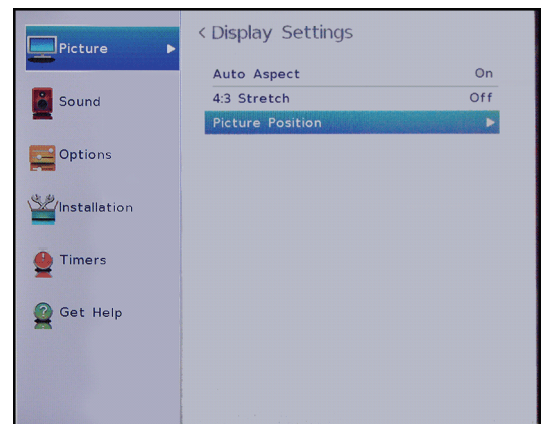 < Display Settings
Picture
Auto Aspect On
4:3 Stretch Off
Picture Position
Sound
Options
Installation
Timers
Get Help